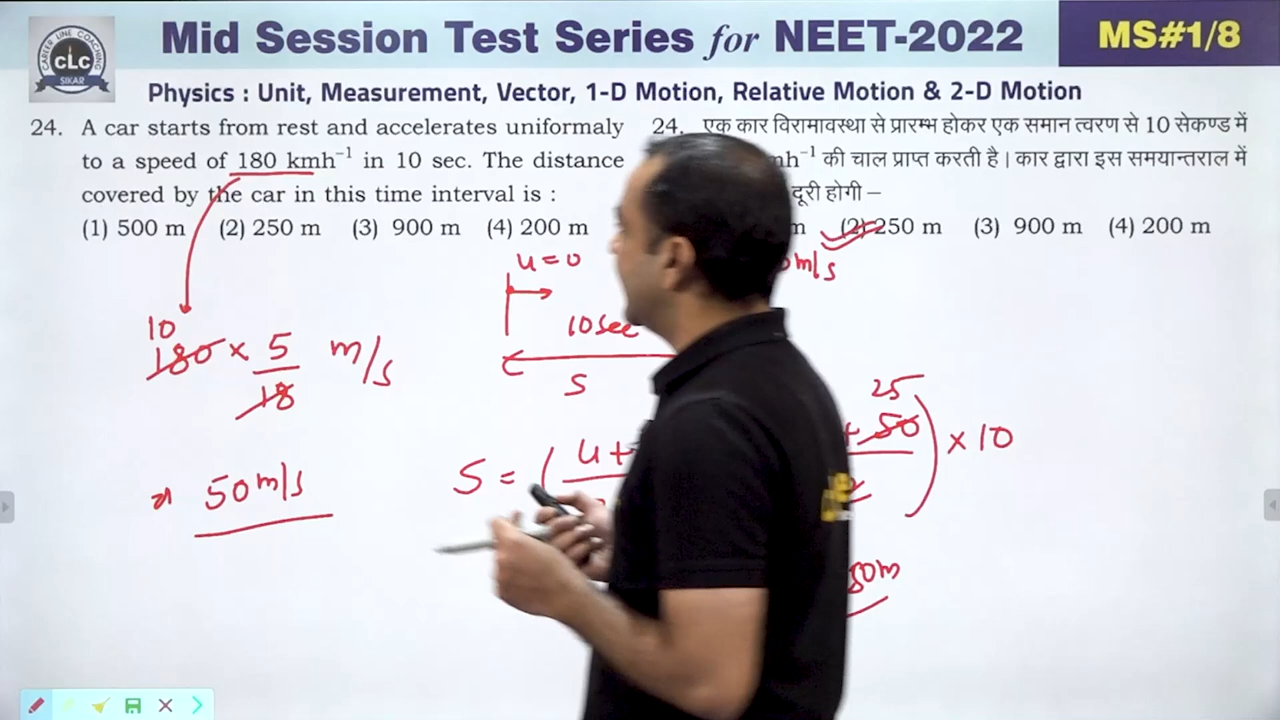 CAREER LINE COACHING
CLC
SIKAR
Mid Session Test Series for NEET-2022
MS#1/8
Physics : Unit, Measurement, Vector, 1-D Motion, Relative Motion & 2-D Motion
24. A car starts from rest and accelerates uniformaly
to a speed of 180 kmh⁻¹ in 10 sec. The distance
covered by the car in this time interval is :
(1) 500 m (2) 250 m (3) 900 m (4) 200 m
24. एक कार विरामावस्था से प्रारम्भ होकर एक समान त्वरण से 10 सेकण्ड में
की चाल प्राप्त करती है। कार द्वारा इस समयान्तराल में
दूरी होगी –
m (2) 250 m (3) 900 m (4) 200 m
10
180 × 5/18 m/s
⇒ 50 m/s
u = 0
m/s
10 sec
S
25
S = ( u +
+ 50 ) × 10
50m